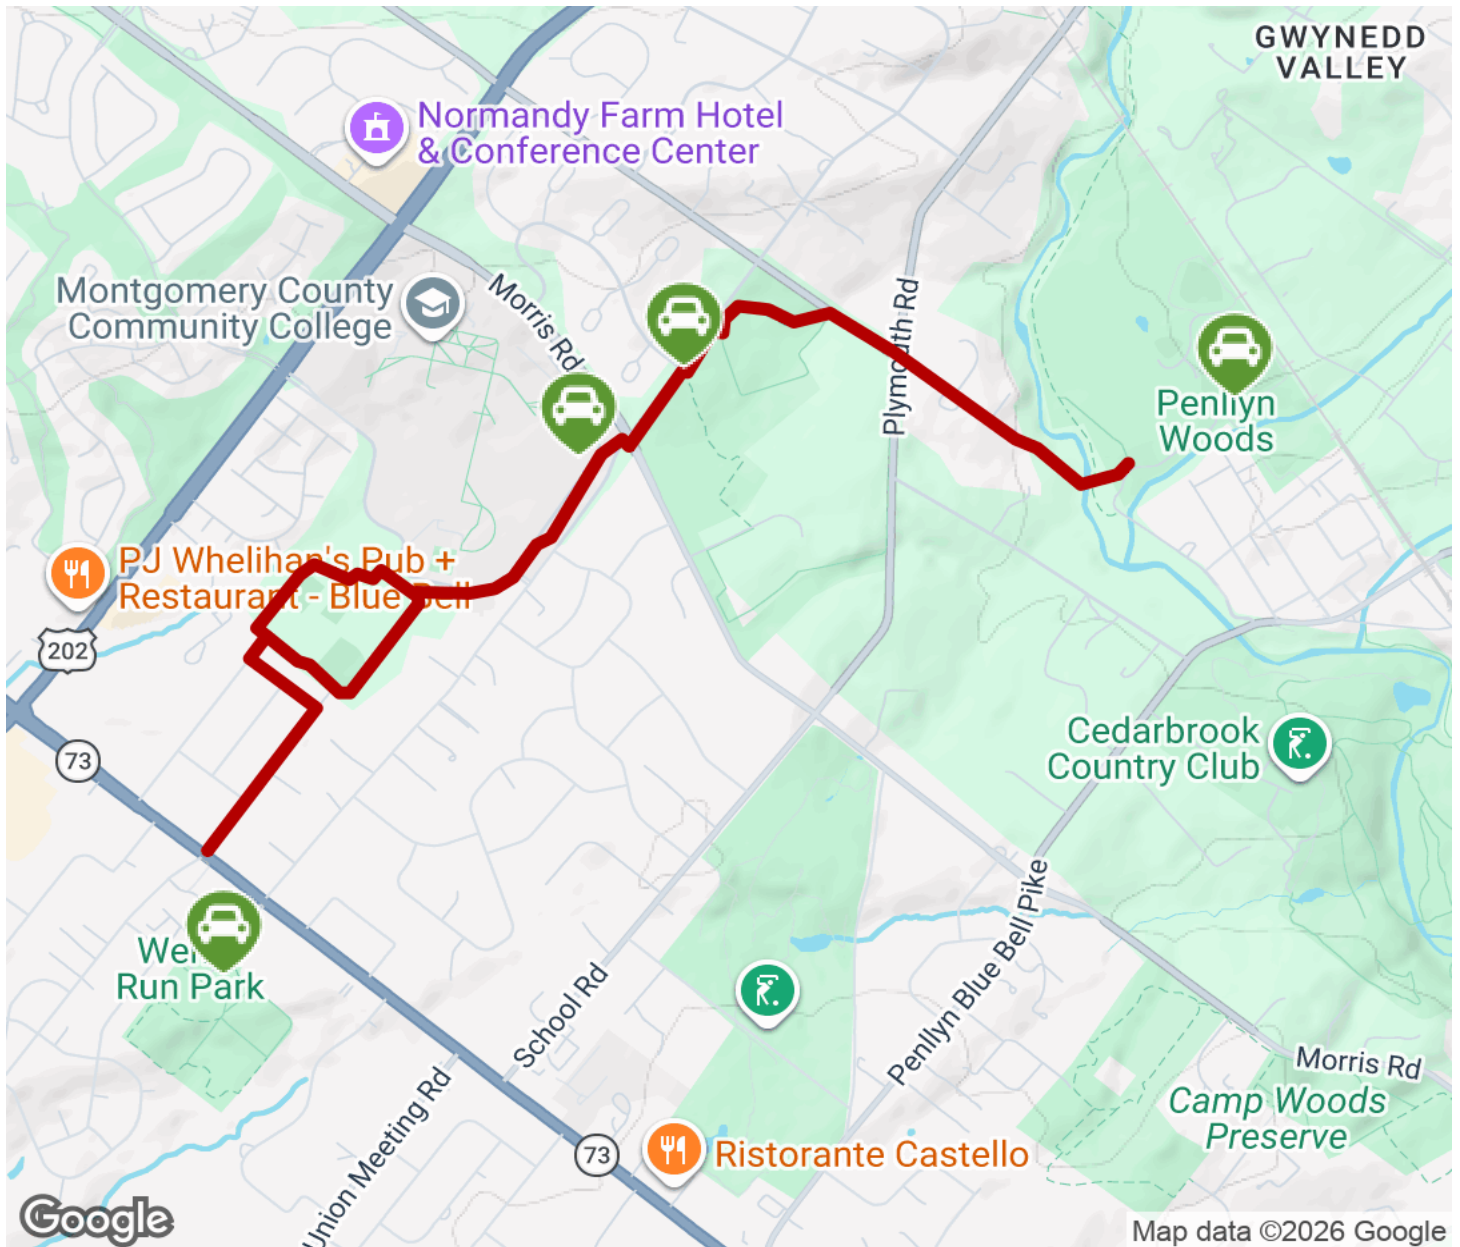 GWYNEDD
VALLEY
Normandy Farm Hotel
& Conference Center
Montgomery County
Community College
Morris Rd
Plymouth Rd
Penllyn
Woods
PJ Whelihan's Pub +
Restaurant - Blue Bell
202
73
Cedarbrook
Country Club
Run Park
School Rd
Penllyn Blue Bell Pike
Union Meeting Rd
Morris Rd
Camp Woods
Preserve
73
Ristorante Castello
Google
Map data ©2026 Google